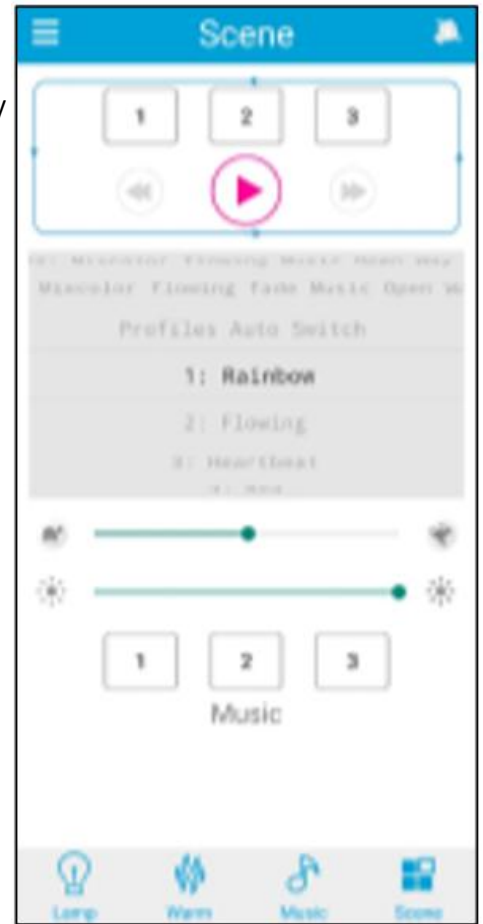 y
Scene
1 2 3
Mixcolor Flowing fade Music Open
Profiles Auto Switch
1: Rainbow
2: Flowing
3: Heartbeat
1 2 3
Music
Lamp Warm Music Scene